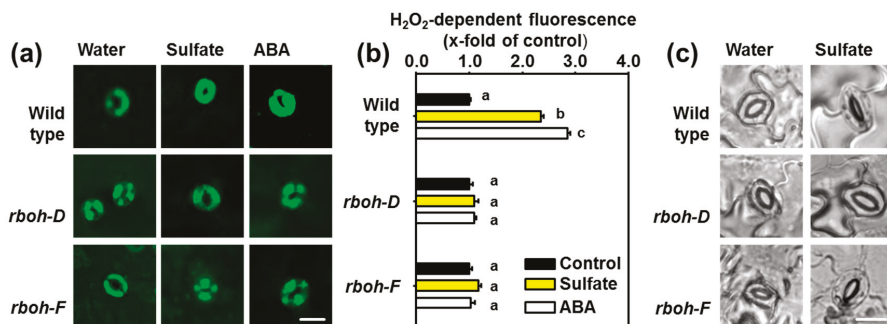 (a)
Water Sulfate ABA
Wild type
rboh-D
rboh-F
(b)
H₂O₂-dependent fluorescence
(x-fold of control)
0.0 1.0 2.0 3.0 4.0
Wild type
a
b
c
rboh-D
a
a
a
rboh-F
a
a
a
Control
Sulfate
ABA
(c)
Water Sulfate
Wild type
rboh-D
rboh-F